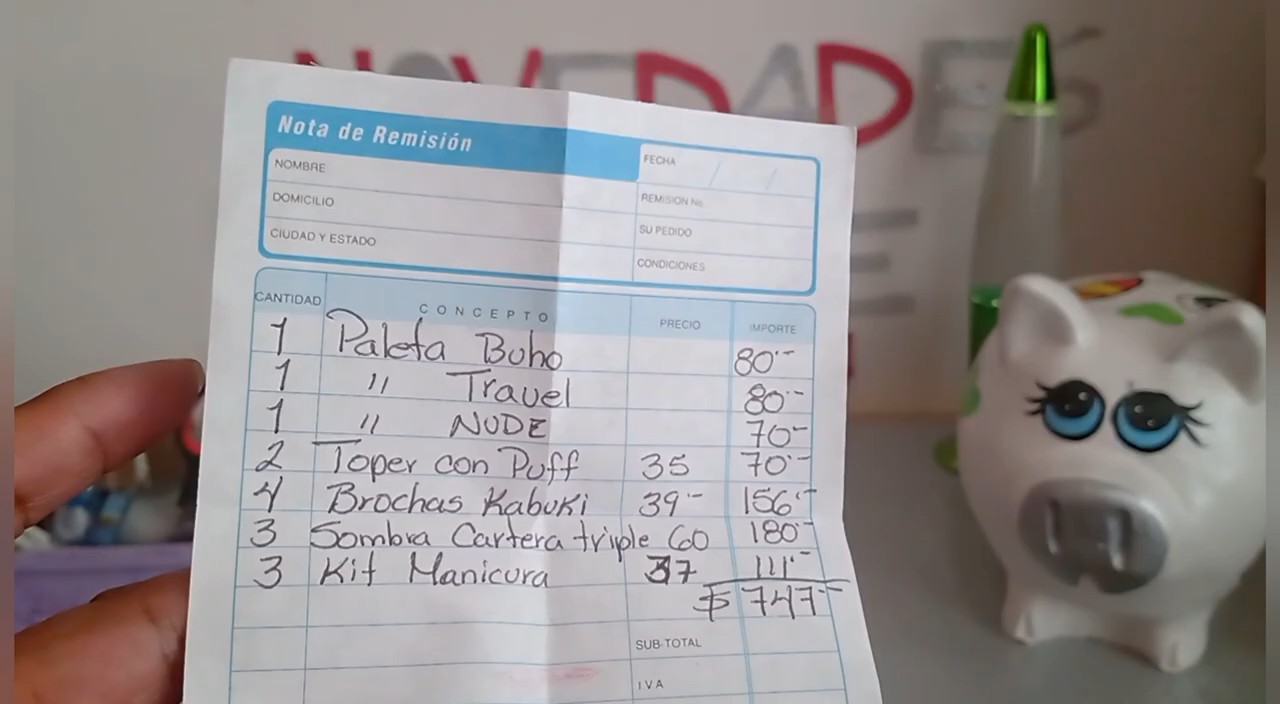 NOVEDADES
Nota de Remisión
NOMBRE
DOMICILIO
CIUDAD Y ESTADO
FECHA / /
REMISION No.
SU PEDIDO
CONDICIONES
CANTIDAD CONCEPTO PRECIO IMPORTE
1 Paleta Buho 80.-
1 " Travel 80.-
1 " NUDE 70-
2 Toper con Puff 35 70.-
4 Brochas Kabuki 39.- 156.-
3 Sombra Cartera triple 60 180.-
3 Kit Manicura 37 111.-
$ 747.-
SUB-TOTAL
IVA